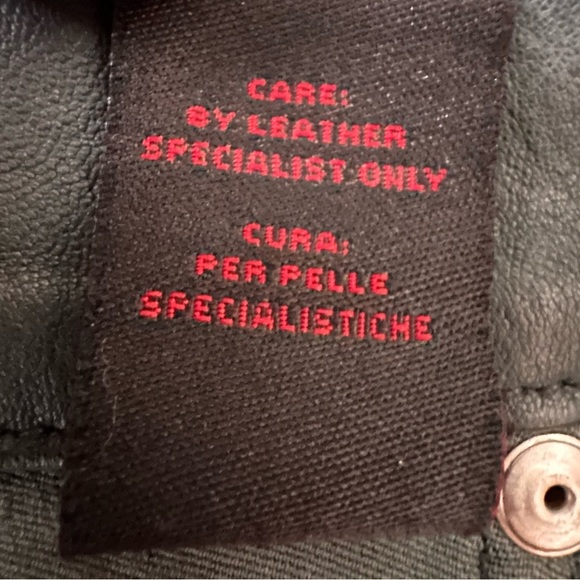 CARE:
BY LEATHER
SPECIALIST ONLY
CURA:
PER PELLE
SPECIALISTICHE